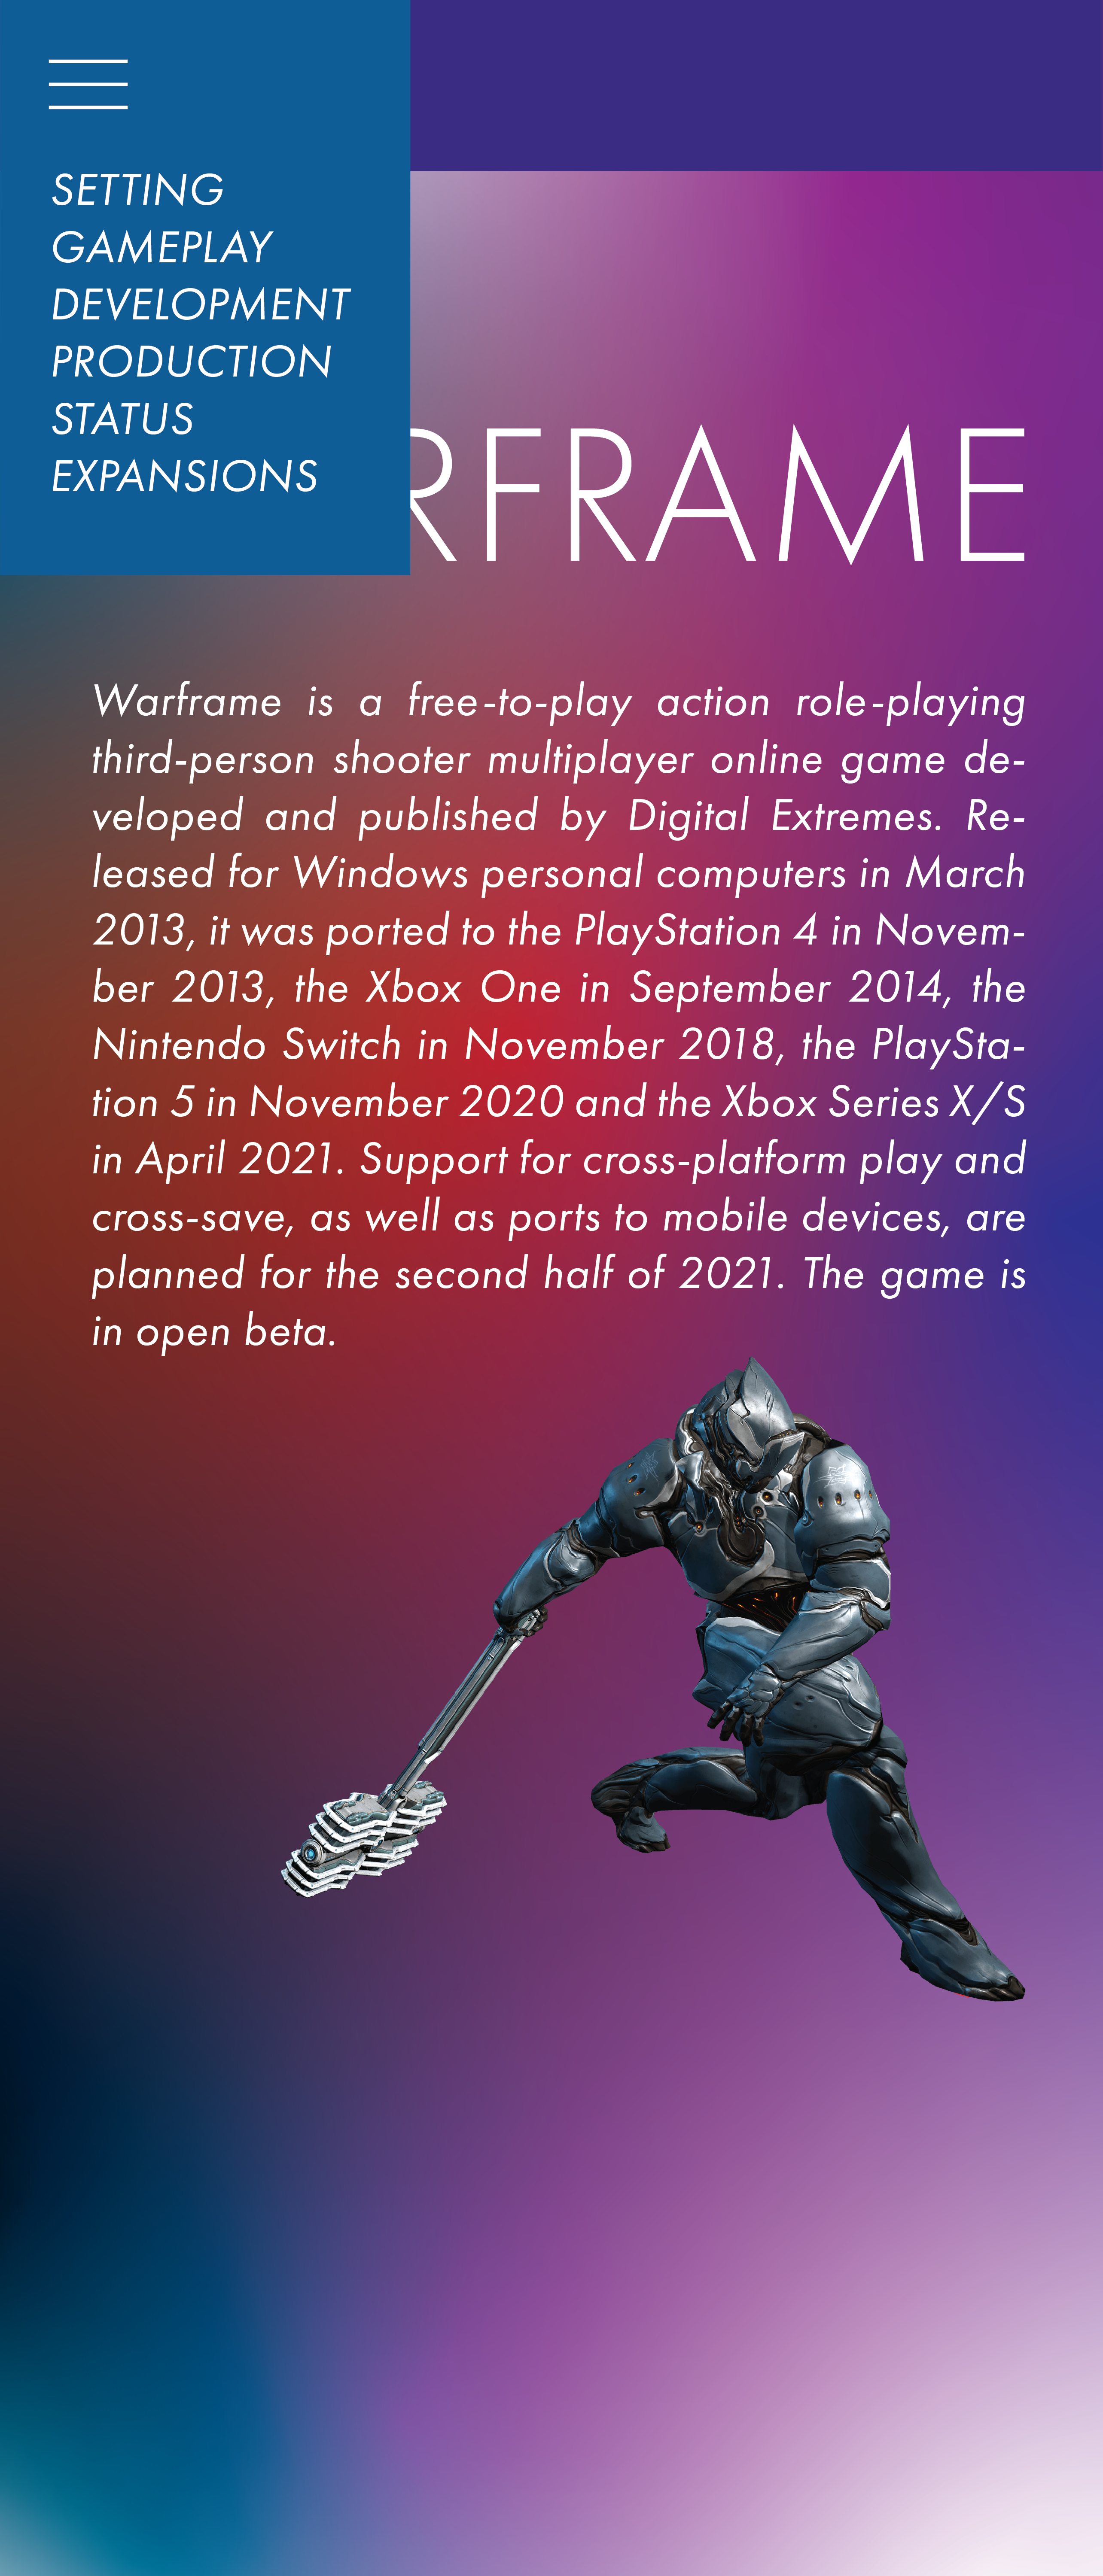 SETTING
GAMEPLAY
DEVELOPMENT
PRODUCTION
STATUS
EXPANSIONS
RFRAME
Warframe is a free-to-play action role-playing
third-person shooter multiplayer online game de-
veloped and published by Digital Extremes. Re-
leased for Windows personal computers in March
2013, it was ported to the PlayStation 4 in Novem-
ber 2013, the Xbox One in September 2014, the
Nintendo Switch in November 2018, the PlaySta-
tion 5 in November 2020 and the Xbox Series X/S
in April 2021. Support for cross-platform play and
cross-save, as well as ports to mobile devices, are
planned for the second half of 2021. The game is
in open beta.